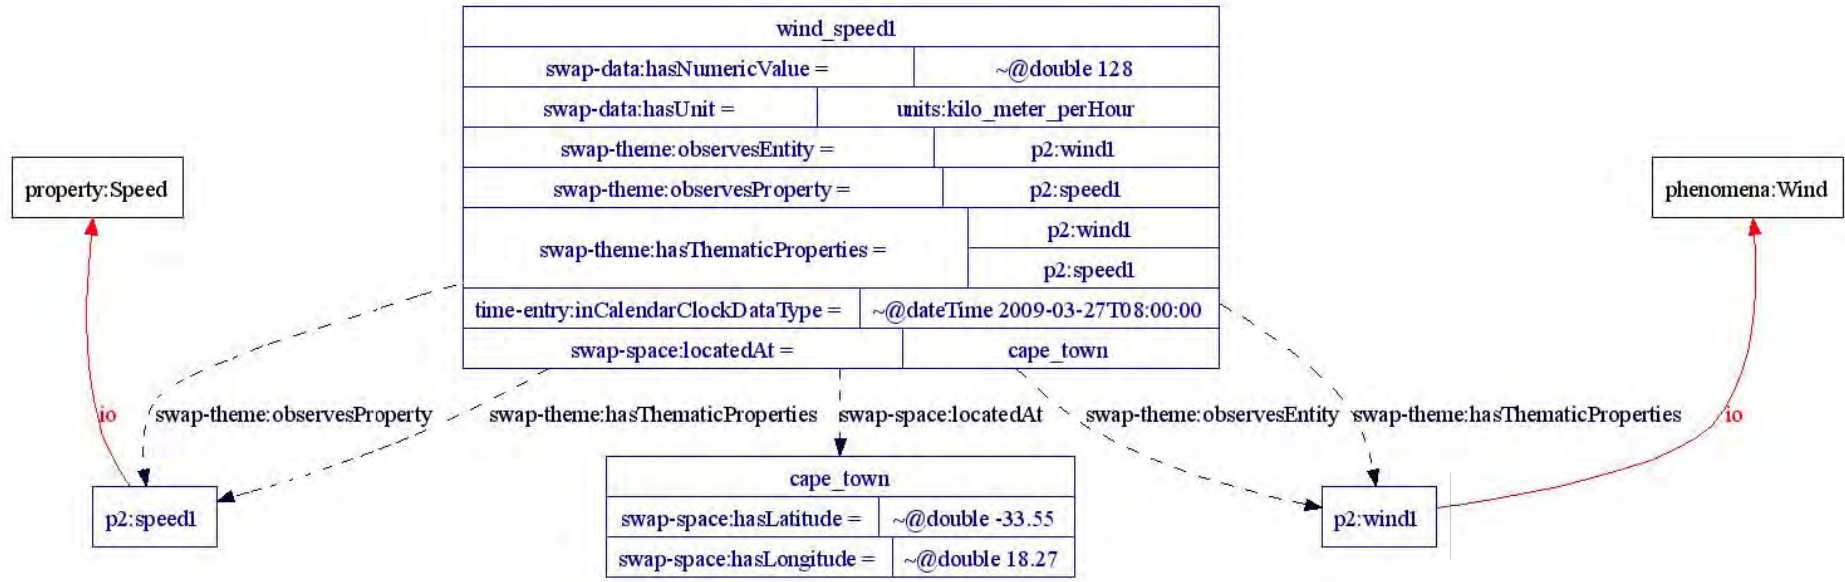 wind_speed1
swap-data:hasNumericValue = ~@double 128
swap-data:hasUnit = units:kilo_meter_perHour
swap-theme:observesEntity = p2:wind1
swap-theme:observesProperty = p2:speed1
swap-theme:hasThematicProperties = p2:wind1
p2:speed1
time-entry:inCalendarClockDataType = ~@dateTime 2009-03-27T08:00:00
swap-space:locatedAt = cape_town
property:Speed
phenomena:Wind
io
swap-theme:observesProperty
swap-theme:hasThematicProperties
swap-space:locatedAt
swap-theme:observesEntity
swap-theme:hasThematicProperties
io
p2:speed1
cape_town
swap-space:hasLatitude = ~@double -33.55
swap-space:hasLongitude = ~@double 18.27
p2:wind1